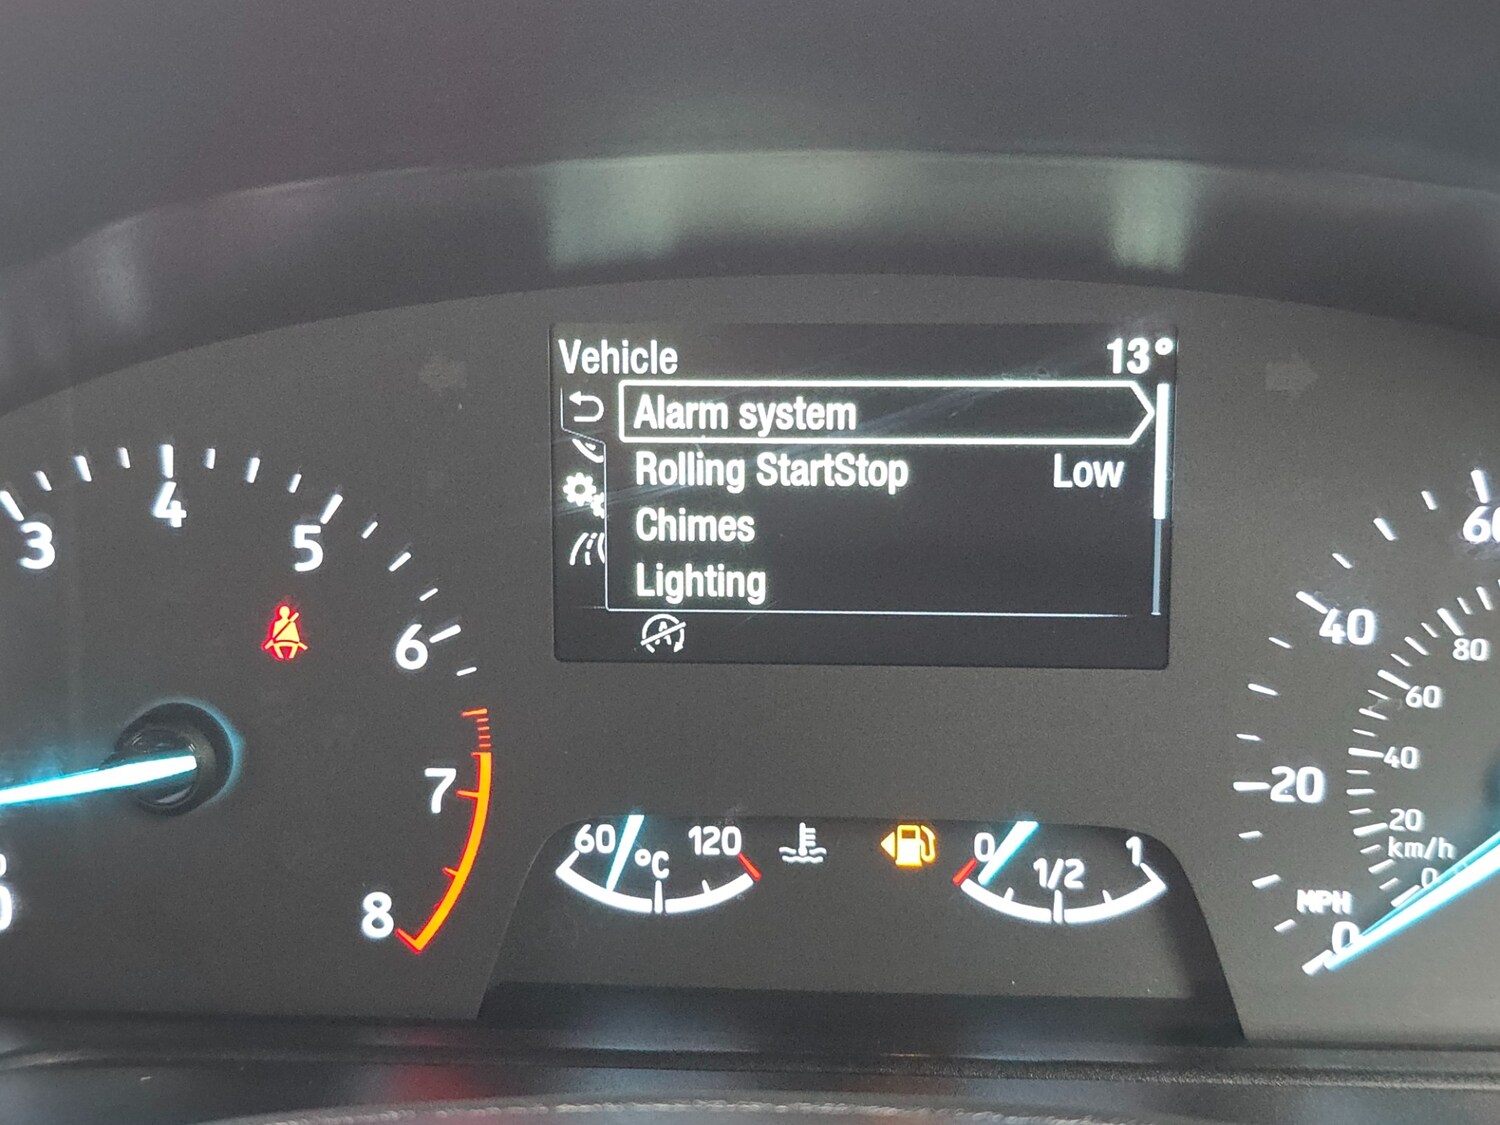 Vehicle 13°
Alarm system
Rolling StartStop Low
Chimes
Lighting
A
3
4
5
6
7
8
60 °C 120
0 1/2 1
20
40
60
MPH
0
80
60
40
20
km/h
0